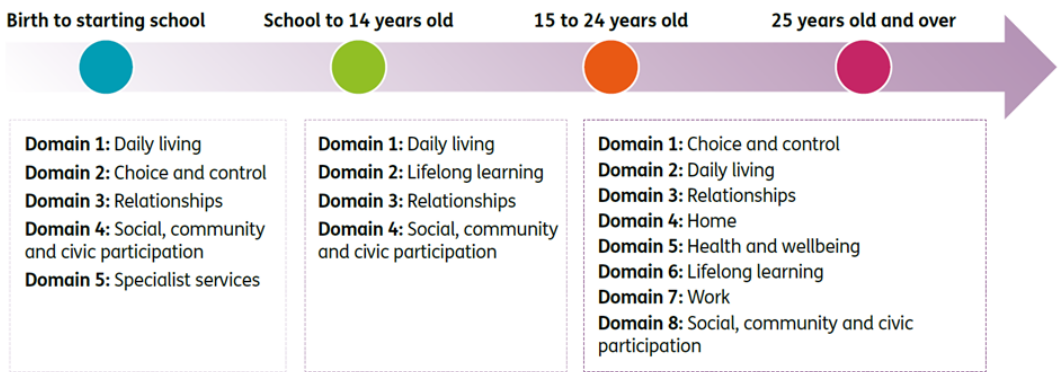 Birth to starting school
School to 14 years old
15 to 24 years old
25 years old and over
Domain 1: Daily living
Domain 2: Choice and control
Domain 3: Relationships
Domain 4: Social, community
and civic participation
Domain 5: Specialist services
Domain 1: Daily living
Domain 2: Lifelong learning
Domain 3: Relationships
Domain 4: Social, community
and civic participation
Domain 1: Choice and control
Domain 2: Daily living
Domain 3: Relationships
Domain 4: Home
Domain 5: Health and wellbeing
Domain 6: Lifelong learning
Domain 7: Work
Domain 8: Social, community and civic
participation